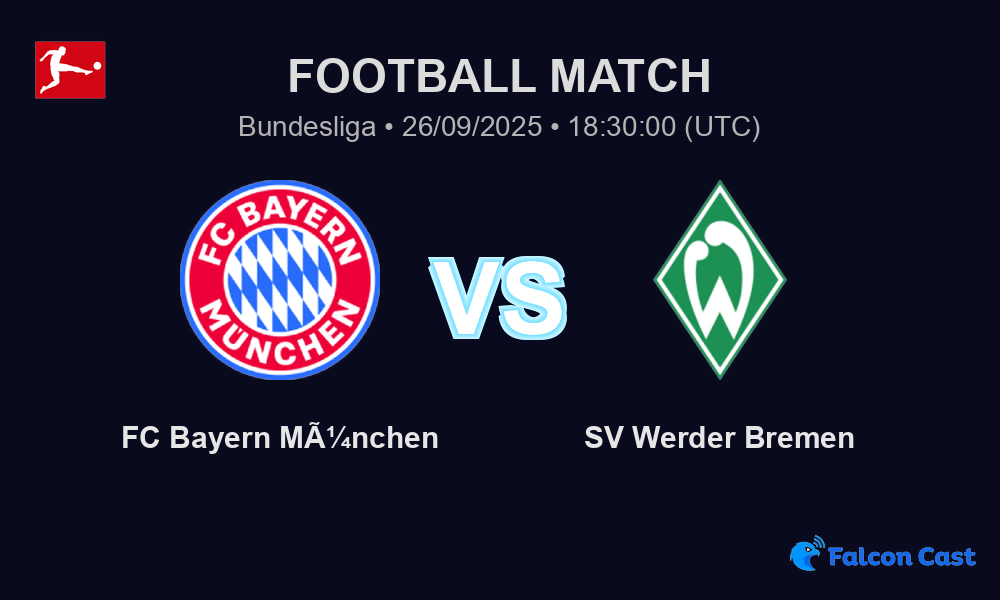 FOOTBALL MATCH
Bundesliga • 26/09/2025 • 18:30:00 (UTC)
FC BAYERN
MÜNCHEN
VS
W
FC Bayern MÃ¼nchen
SV Werder Bremen
Falcon Cast